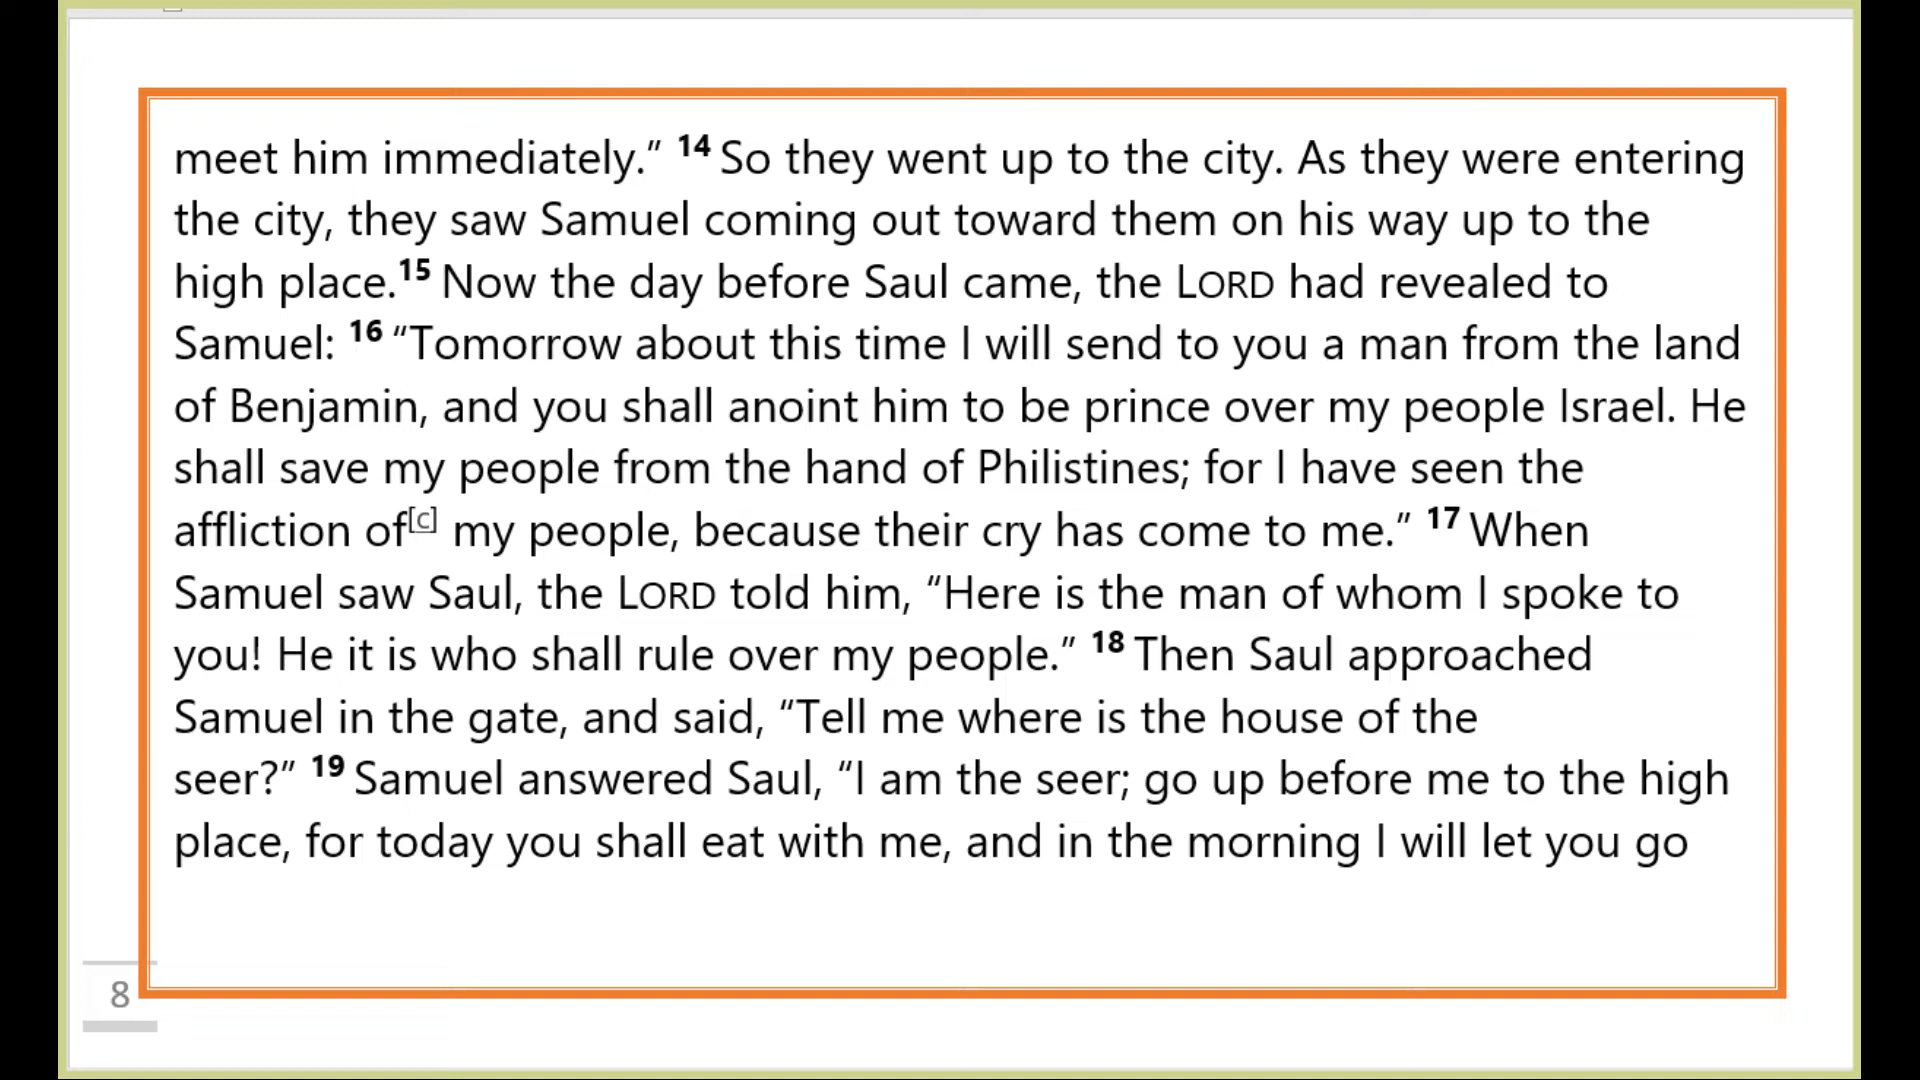 meet him immediately.” 14 So they went up to the city. As they were entering
the city, they saw Samuel coming out toward them on his way up to the
high place.15 Now the day before Saul came, the LORD had revealed to
Samuel: 16 “Tomorrow about this time I will send to you a man from the land
of Benjamin, and you shall anoint him to be prince over my people Israel. He
shall save my people from the hand of Philistines; for I have seen the
affliction of[c] my people, because their cry has come to me.” 17 When
Samuel saw Saul, the LORD told him, “Here is the man of whom I spoke to
you! He it is who shall rule over my people.” 18 Then Saul approached
Samuel in the gate, and said, “Tell me where is the house of the
seer?” 19 Samuel answered Saul, “I am the seer; go up before me to the high
place, for today you shall eat with me, and in the morning I will let you go
8